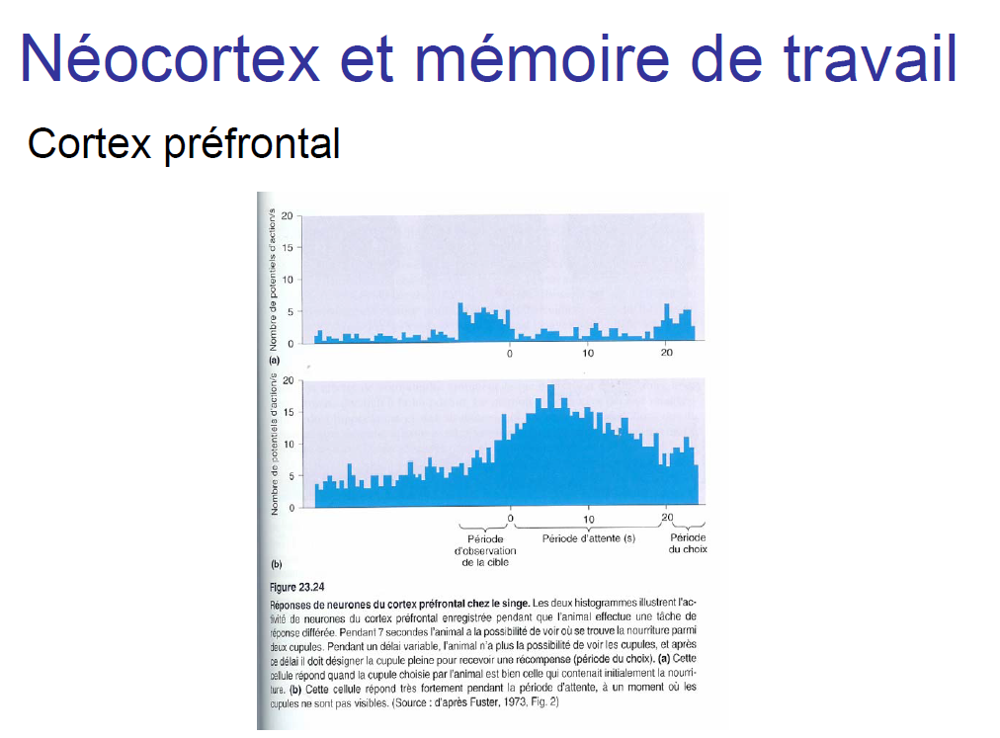 Néocortex et mémoire de travail
Cortex préfrontal
Nombre de potentiels d'action/s
20
15
10
5
0
0
10
20
(a)
Nombre de potentiels d'action/s
20
15
10
5
0
0
10
20
Période
d'observation
de la cible
Période d'attente (s)
Période
du choix
(b)
Figure 23.24
Réponses de neurones du cortex préfrontal chez le singe. Les deux histogrammes illustrent l'ac-
tivité de neurones du cortex préfrontal enregistrée pendant que l'animal effectue une tâche de
réponse différée. Pendant 7 secondes l'animal a la possibilité de voir où se trouve la nourriture parmi
deux cupules. Pendant un délai variable, l'animal n'a plus la possibilité de voir les cupules, et après
ce délai il doit désigner la cupule pleine pour recevoir une récompense (période du choix). (a) Cette
cellule répond quand la cupule choisie par l'animal est bien celle qui contenait initialement la nourri-
ture. (b) Cette cellule répond très fortement pendant la période d'attente, à un moment où les
cupules ne sont pas visibles. (Source : d'après Fuster, 1973, Fig. 2)